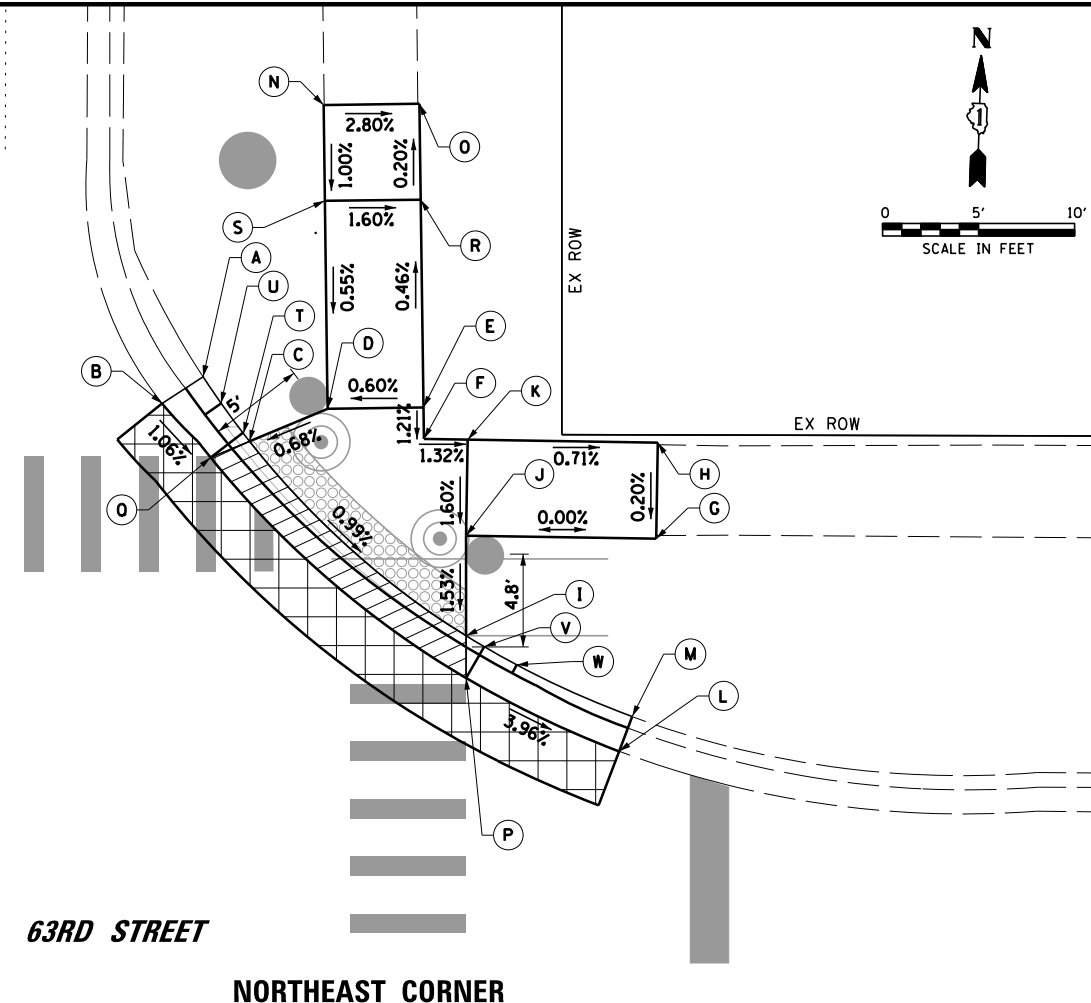 N
N
1
0 5' 10'
SCALE IN FEET
2.80%
O
1.00%
0.20%
S
1.60%
R
EX ROW
A
U
0.55%
0.46%
T
E
C
D
B
F
K
5'
0.60%
1.06%
0.68%
1.21%
EX ROW
1.32%
0.71%
J
H
O
0.99%
1.60%
0.00%
0.20%
G
1.53%
4.8'
I
V
W
M
L
3.96%
P
63RD STREET
NORTHEAST CORNER